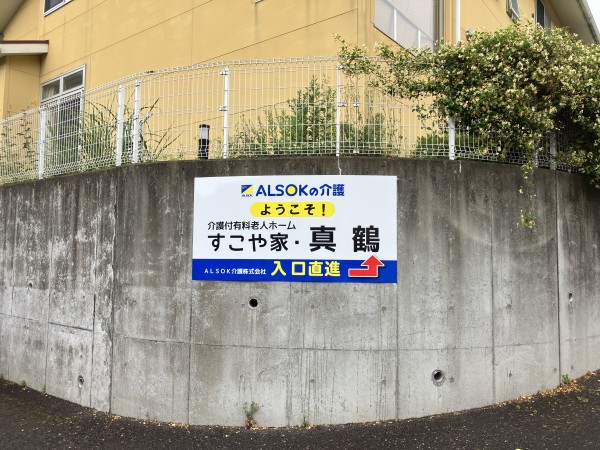 ALSOKの介護
ようこそ！
介護付有料老人ホーム
すこや家・真鶴
ALSOK介護株式会社 入口直進